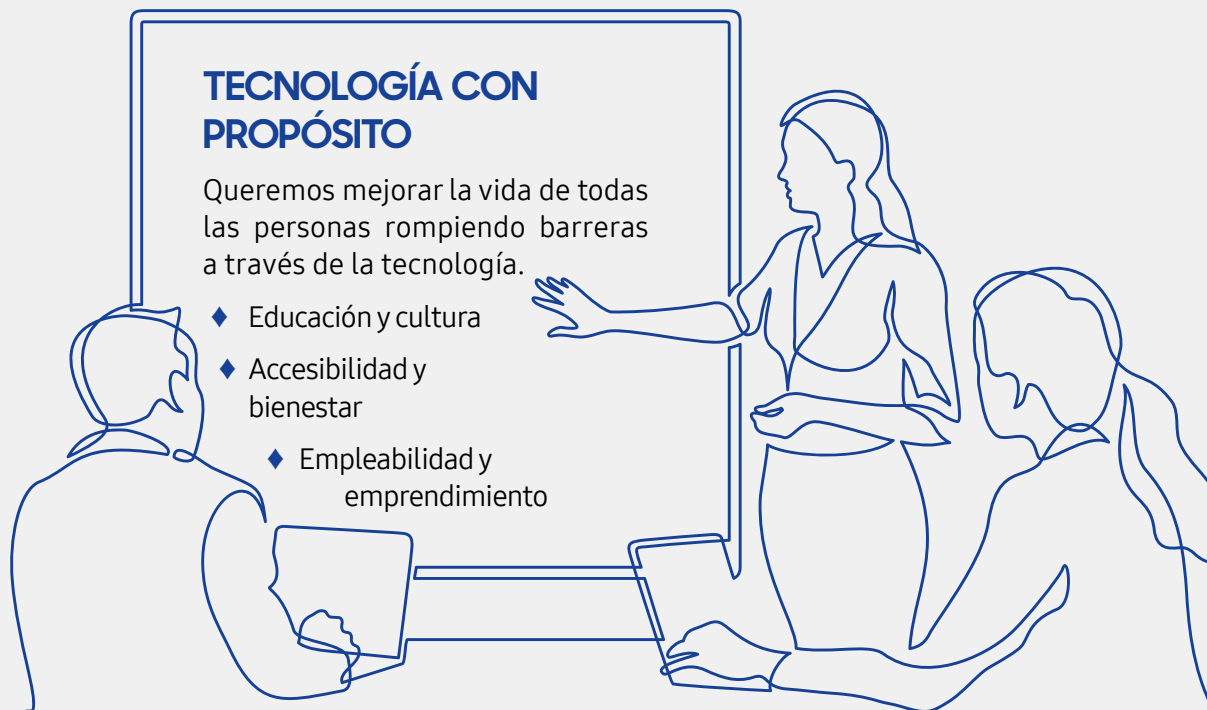 TECNOLOGÍA CON
PROPÓSITO
Queremos mejorar la vida de todas
las personas rompiendo barreras
a través de la tecnología.
♦ Educación y cultura
♦ Accesibilidad y
bienestar
♦ Empleabilidad y
emprendimiento